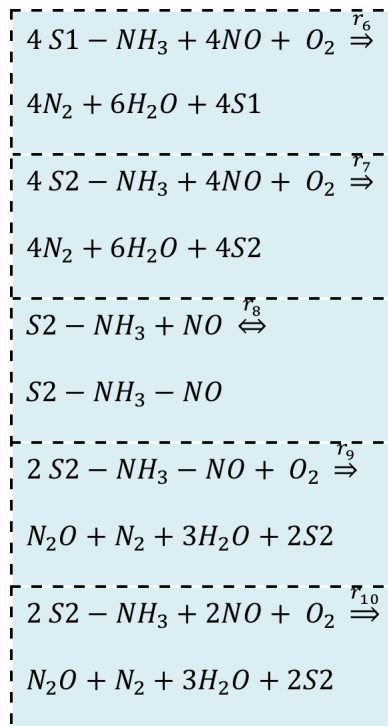 4 S1 − NH₃ + 4NO + O₂ r₆ ⇒
4N₂ + 6H₂O + 4S1
4 S2 − NH₃ + 4NO + O₂ r₇ ⇒
4N₂ + 6H₂O + 4S2
S2 − NH₃ + NO r₈ ⇔
S2 − NH₃ − NO
2 S2 − NH₃ − NO + O₂ r₉ ⇒
N₂O + N₂ + 3H₂O + 2S2
2 S2 − NH₃ + 2NO + O₂ r₁₀ ⇒
N₂O + N₂ + 3H₂O + 2S2